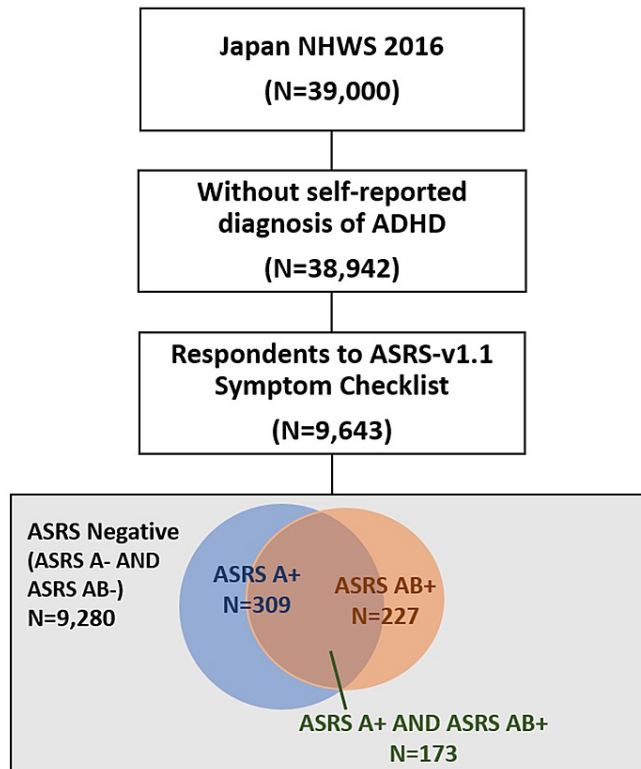 Japan NHWS 2016
(N=39,000)
Without self-reported
diagnosis of ADHD
(N=38,942)
Respondents to ASRS-v1.1
Symptom Checklist
(N=9,643)
ASRS Negative
(ASRS A- AND
ASRS AB-)
N=9,280
ASRS A+
N=309
ASRS AB+
N=227
ASRS A+ AND ASRS AB+
N=173